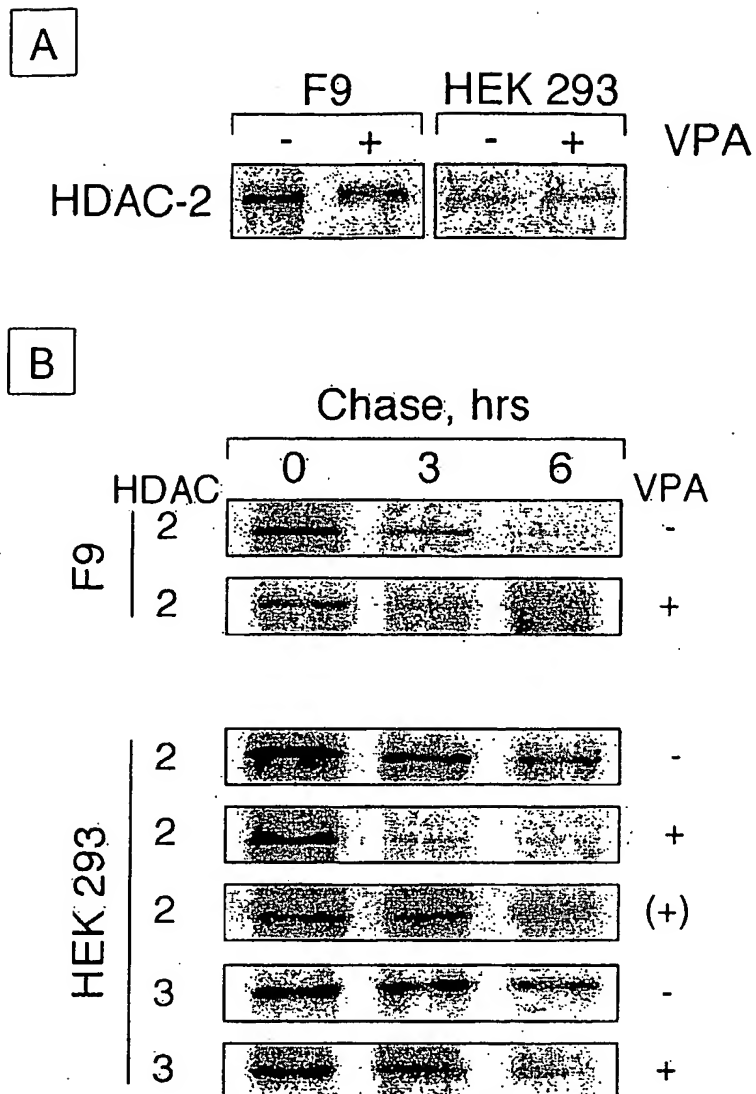 A
F9 HEK 293
- + - + VPA
HDAC-2
B
Chase, hrs
HDAC 0 3 6 VPA
F9
2 -
2 +
HEK 293
2 -
2 +
2 (+)
3 -
3 +